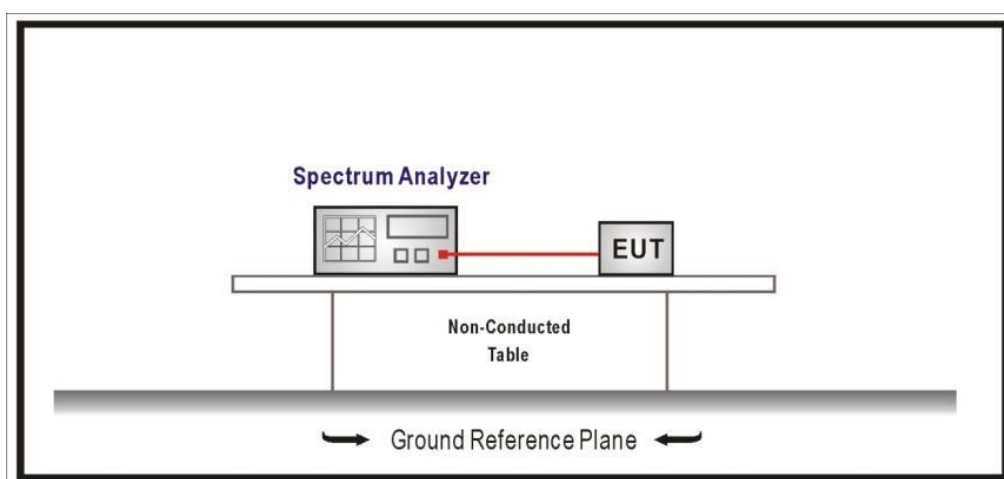 Spectrum Analyzer
EUT
Non-Conducted
Table
Ground Reference Plane